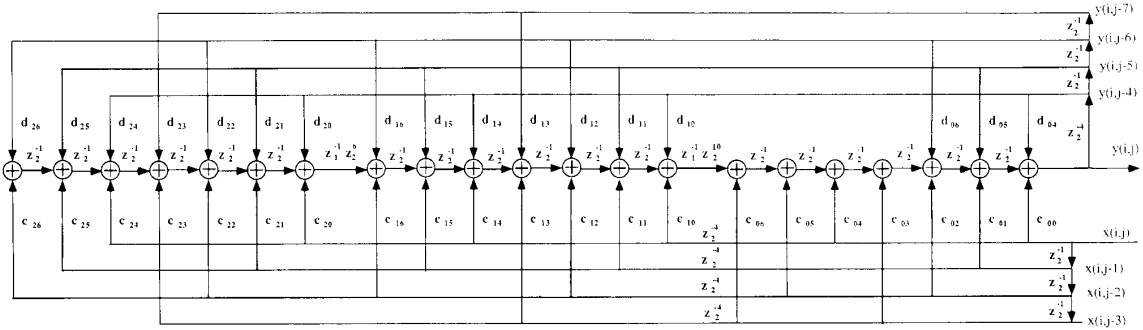 y(i,j-7)
z₂⁻¹
y(i,j-6)
z₂⁻¹
y(i,j-5)
z₂⁻¹
y(i,j-4)
d₂₆ d₂₅ d₂₄ d₂₃ d₂₂ d₂₁ d₂₀ d₁₆ d₁₅ d₁₄ d₁₃ d₁₂ d₁₁ d₁₀ d₀₆ d₀₅ d₀₄ z₂⁻⁴
z₂⁻¹ z₂⁻¹ z₂⁻¹ z₂⁻¹ z₂⁻¹ z₂⁻¹ z₁⁻¹ z₂⁶ z₂⁻¹ z₂⁻¹ z₂⁻¹ z₂⁻¹ z₂⁻¹ z₂⁻¹ z₁⁻¹ z₂¹⁰ z₂⁻¹ z₂⁻¹ z₂⁻¹ z₂⁻¹ z₂⁻¹ z₂⁻¹ y(i,j)
c₂₆ c₂₅ c₂₄ c₂₃ c₂₂ c₂₁ c₂₀ c₁₆ c₁₅ c₁₄ c₁₃ c₁₂ c₁₁ c₁₀ c₀₆ c₀₅ c₀₄ c₀₃ c₀₂ c₀₁ c₀₀
z₂⁻⁴ x(i,j)
z₂⁻⁴ z₂⁻¹
x(i,j-1)
z₂⁻⁴ z₂⁻¹
x(i,j-2)
z₂⁻⁴ z₂⁻¹
x(i,j-3)